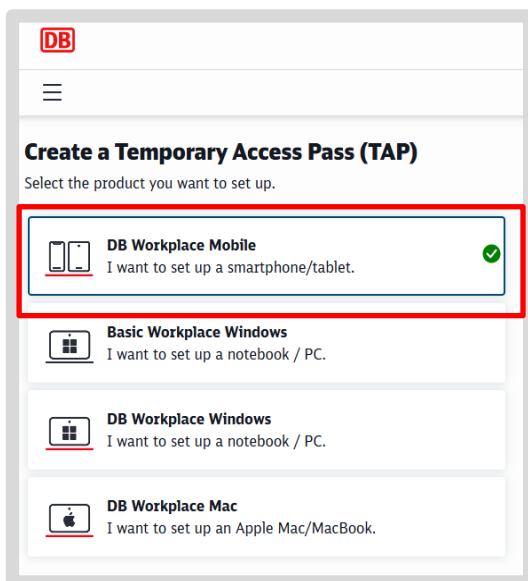 DB
Create a Temporary Access Pass (TAP)
Select the product you want to set up.
DB Workplace Mobile
I want to set up a smartphone/tablet.
Basic Workplace Windows
I want to set up a notebook / PC.
DB Workplace Windows
I want to set up a notebook / PC.
DB Workplace Mac
I want to set up an Apple Mac/MacBook.